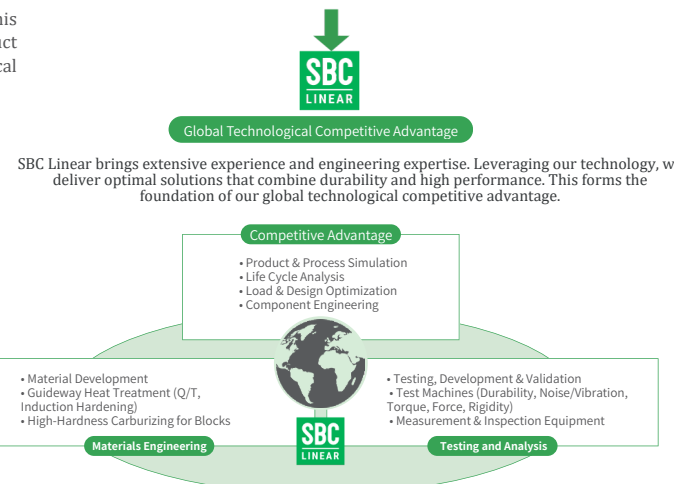 SBC
LINEAR
Global Technological Competitive Advantage
SBC Linear brings extensive experience and engineering expertise. Leveraging our technology,
deliver optimal solutions that combine durability and high performance. This forms the
foundation of our global technological competitive advantage.
Competitive Advantage
• Product & Process Simulation
• Life Cycle Analysis
• Load & Design Optimization
• Component Engineering
• Material Development
• Guideway Heat Treatment (Q/T,
Induction Hardening)
• High-Hardness Carburizing for Blocks
Materials Engineering
• Testing, Development & Validation
• Test Machines (Durability, Noise/Vibration,
Torque, Force, Rigidity)
• Measurement & Inspection Equipment
Testing and Analysis
SBC
LINEAR